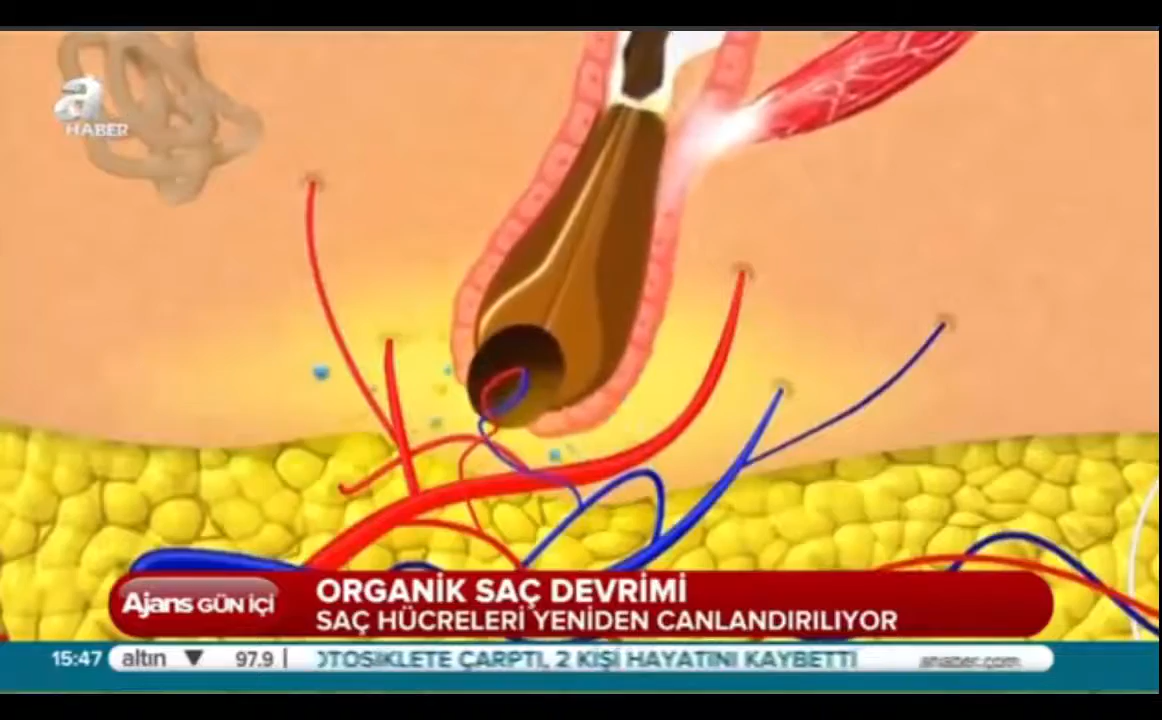 a
HABER
Ajans GÜN İÇİ
ORGANİK SAÇ DEVRİMİ
SAÇ HÜCRELERİ YENİDEN CANLANDIRILIYOR
15:47 altın ▼ 97.9 | OTOSİKLETE ÇARPTI, 2 KİŞİ HAYATINI KAYBETTİ ahaber.com